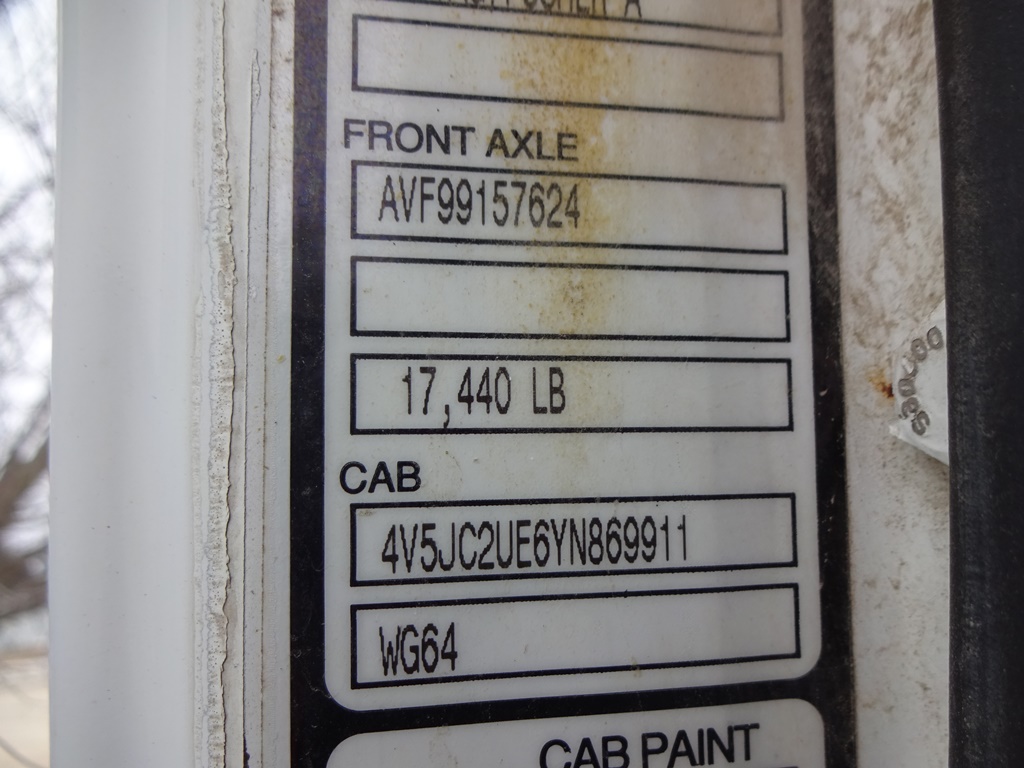 FRONT AXLE
AVF99157624
17,440 LB
CAB
4V5JC2UE6YN869911
WG64
CAB PAINT